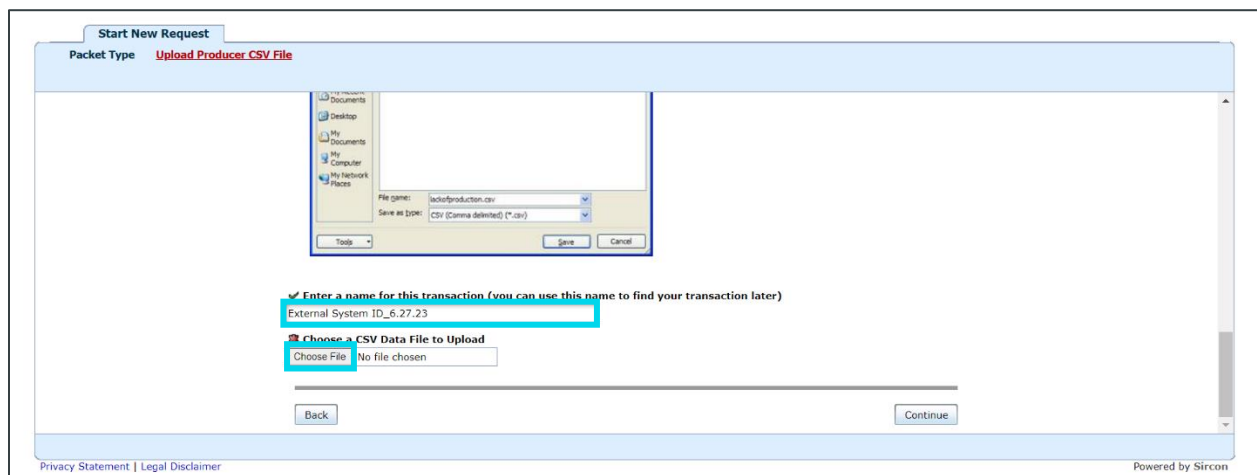 Start New Request
Packet Type Upload Producer CSV File
Documents
Desktop
My
Documents
My
Computer
My Network
Places
File name: lackofproduction.csv
Save as type: CSV (Comma delimited) (*.csv)
Tools Save Cancel
Enter a name for this transaction (you can use this name to find your transaction later)
External System ID_6.27.23
Choose a CSV Data File to Upload
Choose File No file chosen
Back Continue
Privacy Statement | Legal Disclaimer Powered by Sircon